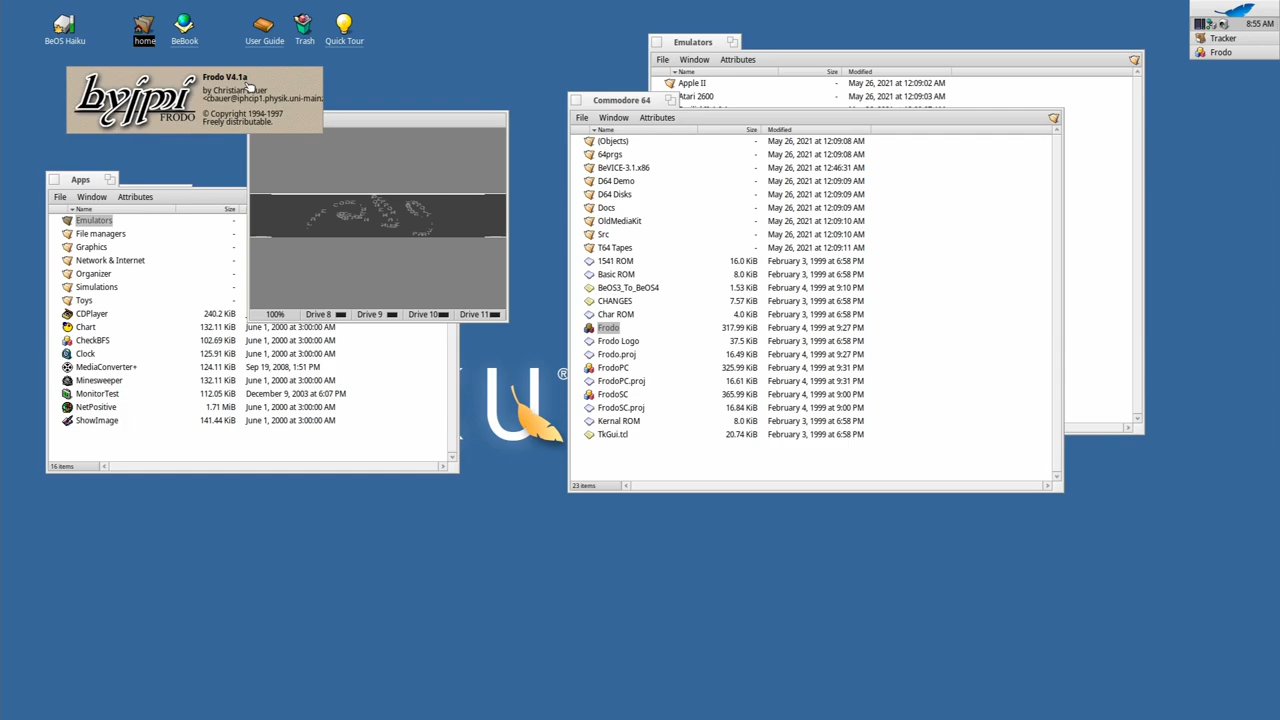 BeOS Haiku
home
BeBook
User Guide
Trash
Quick Tour
8:55 AM
Tracker
Frodo
FRODO
Frodo V4.1a
by Christian Bauer
<cbauer@iphcip1.physik.uni-mainz
© Copyright 1994-1997
Freely distributable.
Emulators
File Window Attributes
Name Size Modified
Apple II - May 26, 2021 at 12:09:02 AM
Atari 2600 - May 26, 2021 at 12:09:03 AM
Commodore 64
File Window Attributes
Name Size Modified
(Objects) - May 26, 2021 at 12:09:08 AM
64prgs - May 26, 2021 at 12:09:08 AM
BeVICE-3.1.x86 - May 26, 2021 at 12:46:31 AM
D64 Demo - May 26, 2021 at 12:09:09 AM
D64 Disks - May 26, 2021 at 12:09:09 AM
Docs - May 26, 2021 at 12:09:09 AM
OldMediaKit - May 26, 2021 at 12:09:10 AM
Src - May 26, 2021 at 12:09:10 AM
T64 Tapes - May 26, 2021 at 12:09:11 AM
1541 ROM 16.0 KiB February 3, 1999 at 6:58 PM
Basic ROM 8.0 KiB February 3, 1999 at 6:58 PM
BeOS3_To_BeOS4 1.53 KiB February 4, 1999 at 9:10 PM
CHANGES 7.57 KiB February 3, 1999 at 6:58 PM
Char ROM 4.0 KiB February 3, 1999 at 6:58 PM
Frodo 317.99 KiB February 4, 1999 at 9:27 PM
Frodo Logo 37.5 KiB February 3, 1999 at 6:58 PM
Frodo.proj 16.49 KiB February 4, 1999 at 9:27 PM
FrodoPC 325.99 KiB February 4, 1999 at 9:31 PM
FrodoPC.proj 16.61 KiB February 4, 1999 at 9:31 PM
FrodoSC 365.99 KiB February 4, 1999 at 9:00 PM
FrodoSC.proj 16.84 KiB February 4, 1999 at 9:00 PM
Kernal ROM 8.0 KiB February 3, 1999 at 6:58 PM
TkGui.tcl 20.74 KiB February 3, 1999 at 6:58 PM
23 items
Apps
File Window Attributes
Name Size
Emulators -
File managers -
Graphics -
Network & Internet -
Organizer -
Simulations -
Toys -
CDPlayer 240.2 KiB
Chart 132.11 KiB June 1, 2000 at 3:00:00 AM
CheckBFS 102.69 KiB June 1, 2000 at 3:00:00 AM
Clock 125.91 KiB June 1, 2000 at 3:00:00 AM
MediaConverter+ 124.11 KiB Sep 19, 2008, 1:51 PM
Minesweeper 132.11 KiB June 1, 2000 at 3:00:00 AM
MonitorTest 112.05 KiB December 9, 2003 at 6:07 PM
NetPositive 1.71 MiB June 1, 2000 at 3:00:00 AM
ShowImage 141.44 KiB June 1, 2000 at 3:00:00 AM
16 items
100% Drive 8 Drive 9 Drive 10 Drive 11
U®